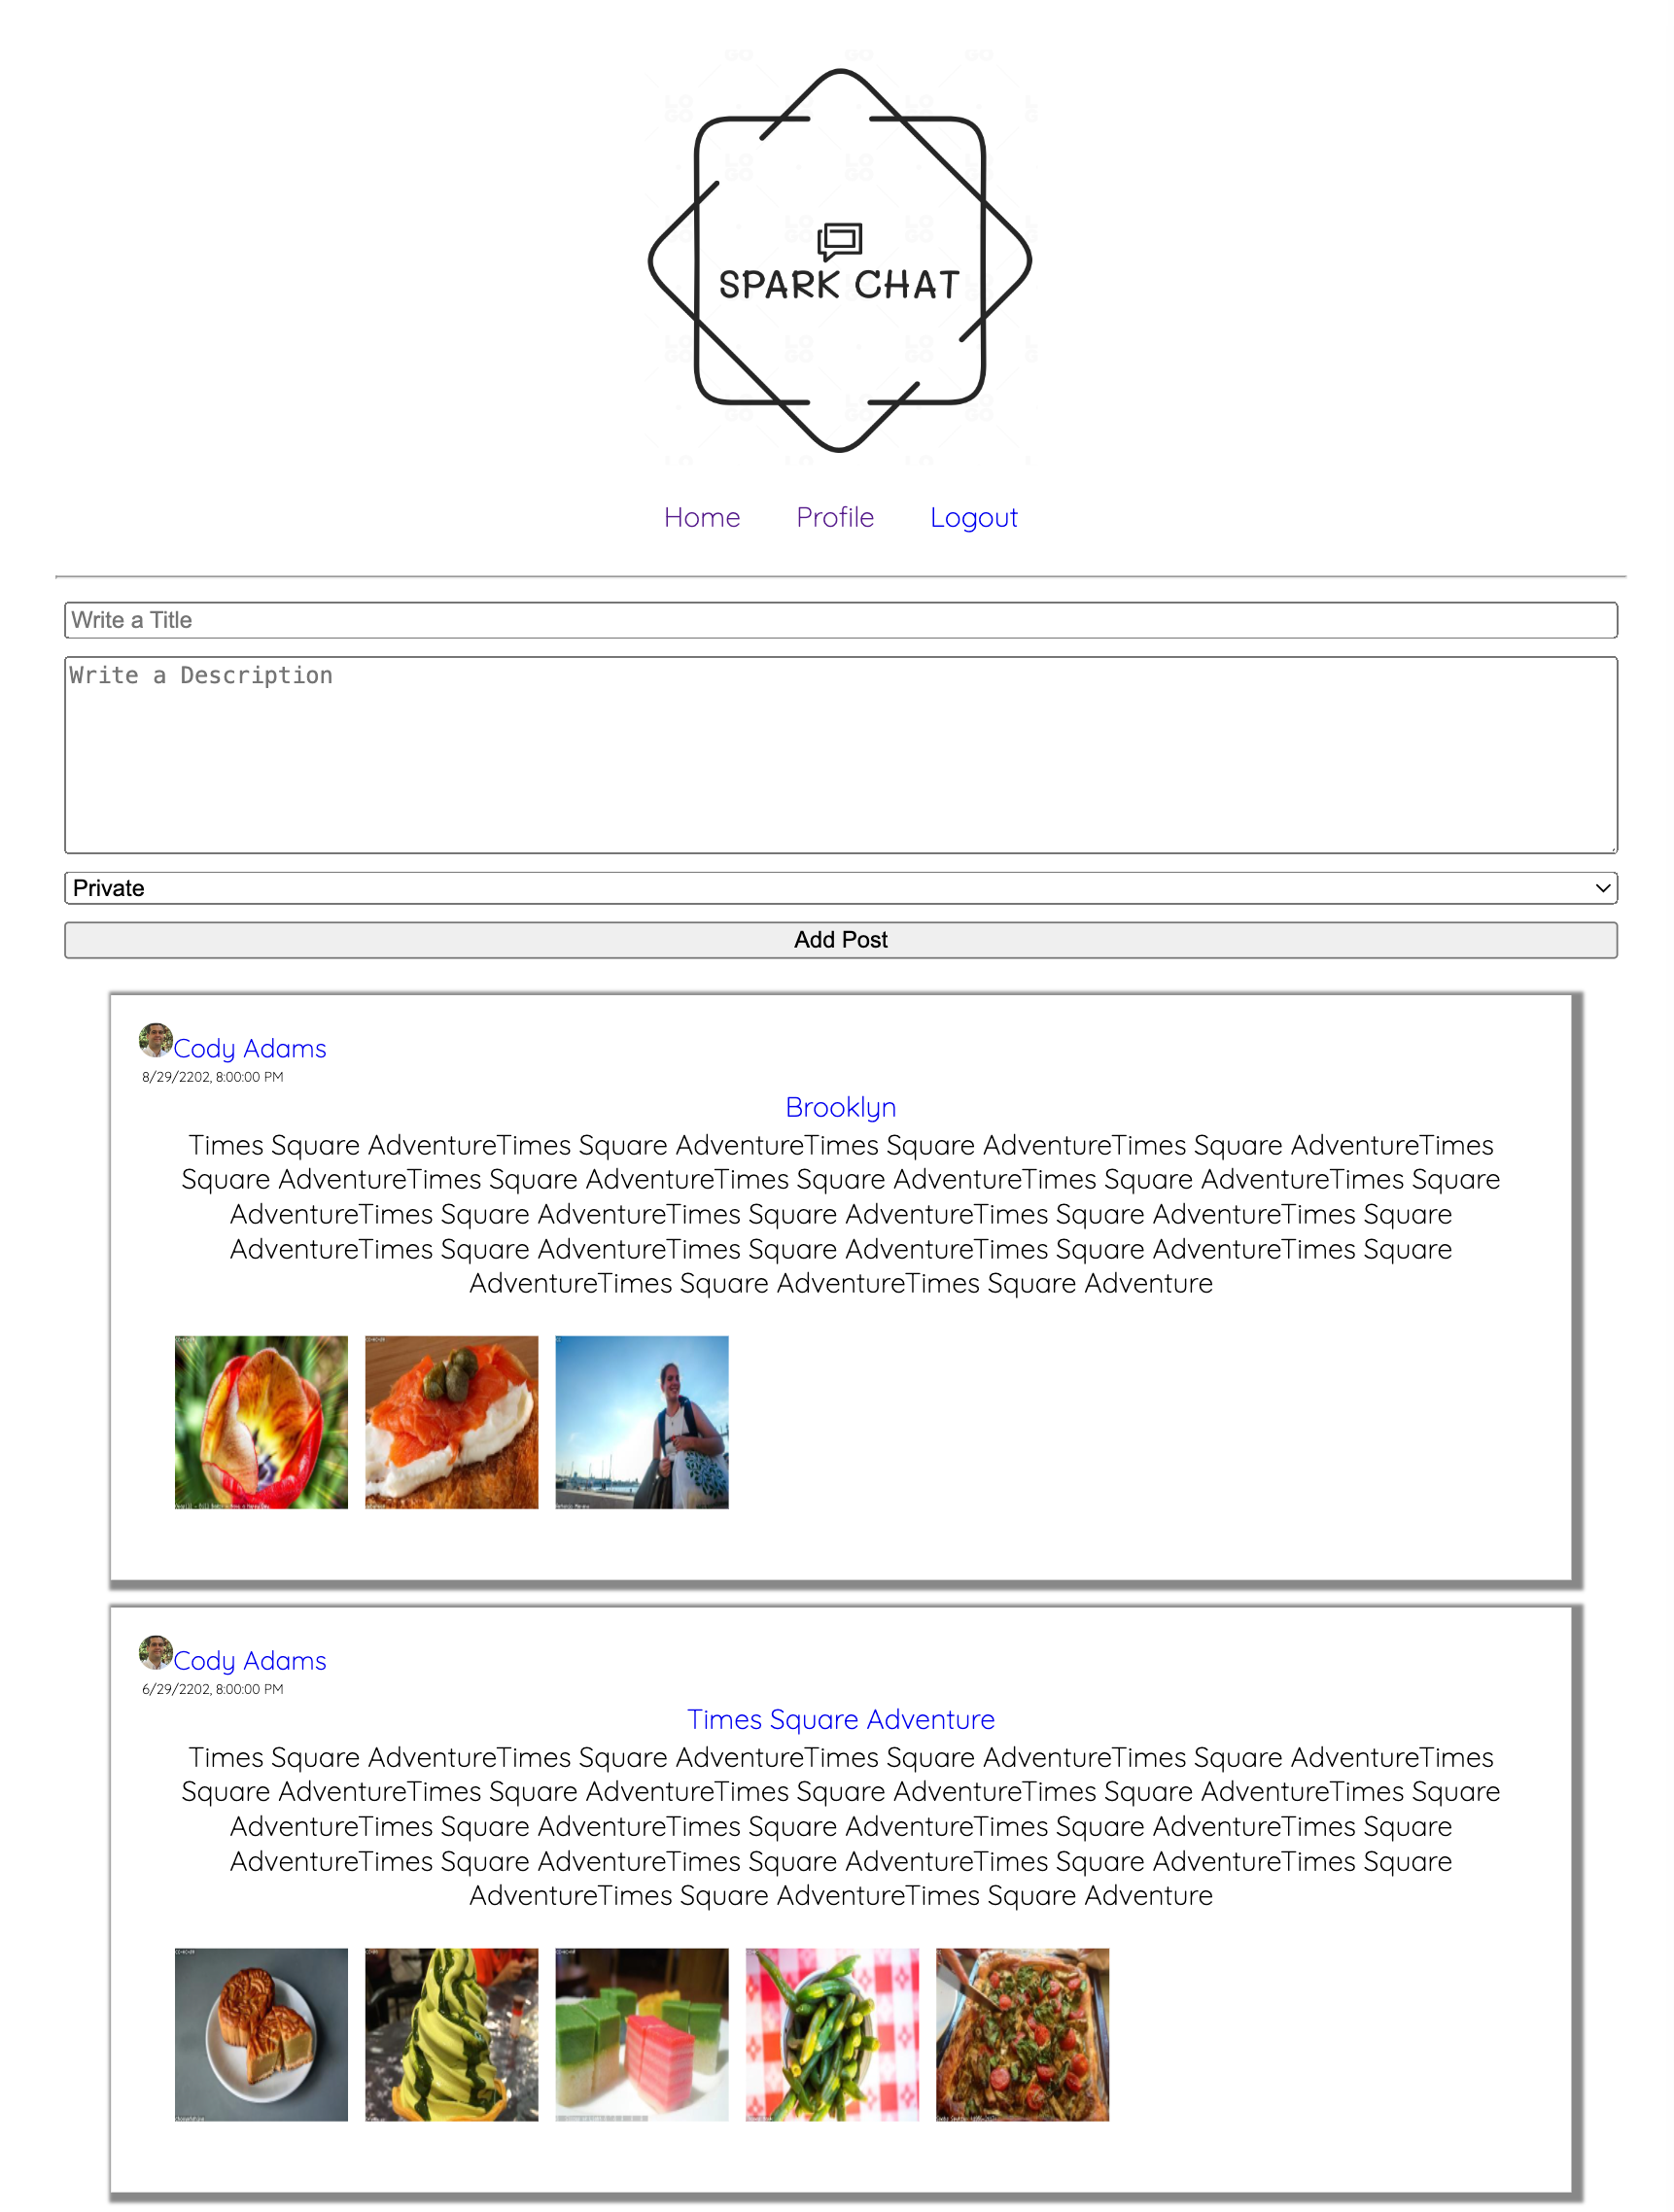 SPARK CHAT
Home Profile Logout
Write a Title
Write a Description
Private
Add Post
Cody Adams
8/29/2202, 8:00:00 PM
Brooklyn
Times Square AdventureTimes Square AdventureTimes Square AdventureTimes Square AdventureTimes
Square AdventureTimes Square AdventureTimes Square AdventureTimes Square AdventureTimes Square
AdventureTimes Square AdventureTimes Square AdventureTimes Square AdventureTimes Square
AdventureTimes Square AdventureTimes Square AdventureTimes Square AdventureTimes Square
AdventureTimes Square AdventureTimes Square Adventure
Cody Adams
6/29/2202, 8:00:00 PM
Times Square Adventure
Times Square AdventureTimes Square AdventureTimes Square AdventureTimes Square AdventureTimes
Square AdventureTimes Square AdventureTimes Square AdventureTimes Square AdventureTimes Square
AdventureTimes Square AdventureTimes Square AdventureTimes Square AdventureTimes Square
AdventureTimes Square AdventureTimes Square AdventureTimes Square AdventureTimes Square
AdventureTimes Square AdventureTimes Square Adventure